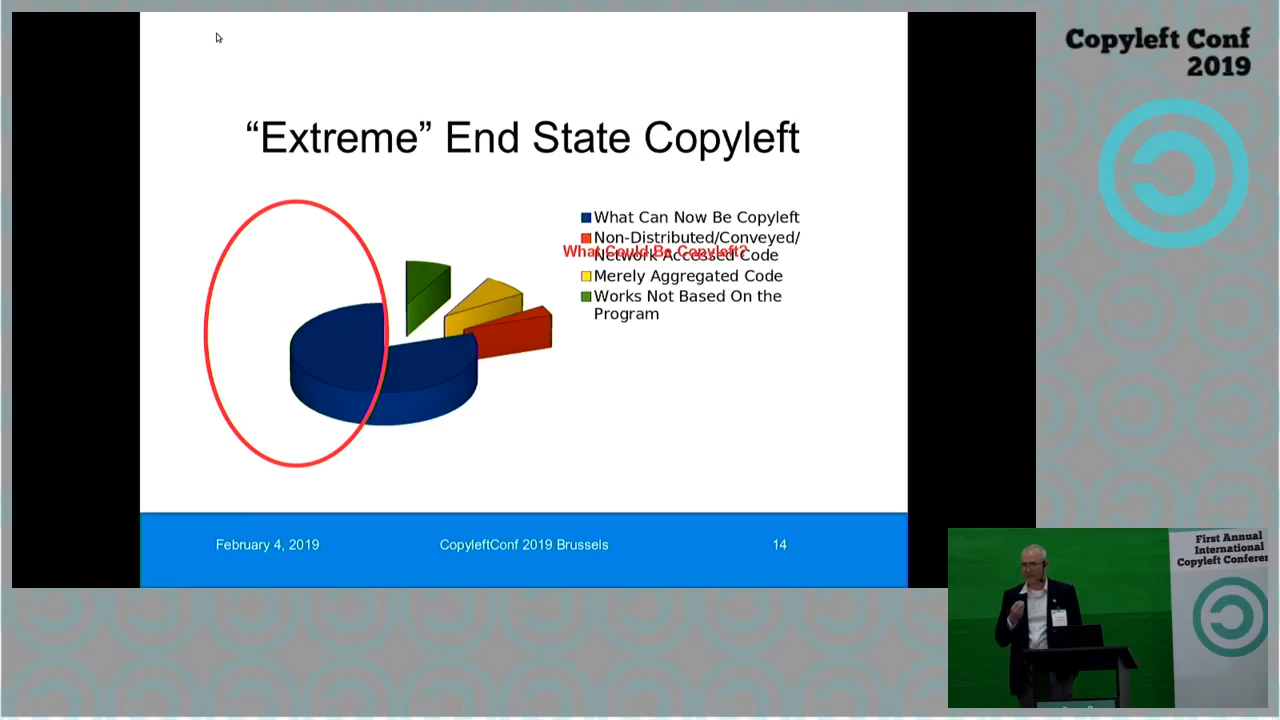 Copyleft Conf
2019
“Extreme” End State Copyleft
What Can Now Be Copyleft
Non-Distributed/Conveyed/
What Could Be Copyleft?
Network Accessed Code
Merely Aggregated Code
Works Not Based On the
Program
February 4, 2019
CopyleftConf 2019 Brussels
14
First Annual
International
Copyleft Conferen